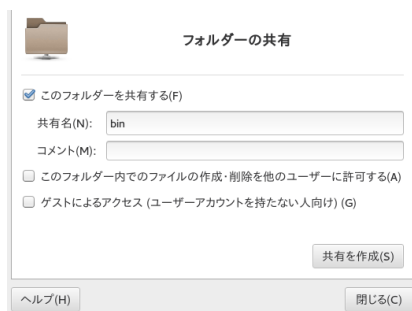 フォルダーの共有
このフォルダーを共有する(F)
共有名(N): bin
コメント(M):
このフォルダー内でのファイルの作成・削除を他のユーザーに許可する(A)
ゲストによるアクセス (ユーザーアカウントを持たない人向け) (G)
共有を作成(S)
ヘルプ(H) 閉じる(C)